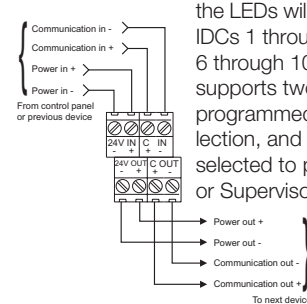 Communication in -
Communication in +
Power in +
Power in -
From control panel
or previous device
24V IN C IN
- + + -
24V OUT C OUT
- + + -
Power out +
Power out -
Communication out -
Communication out +
To next devic
the LEDs wil
IDCs 1 throu
6 through 10
supports two
programmed
lection, and
selected to p
or Superviso